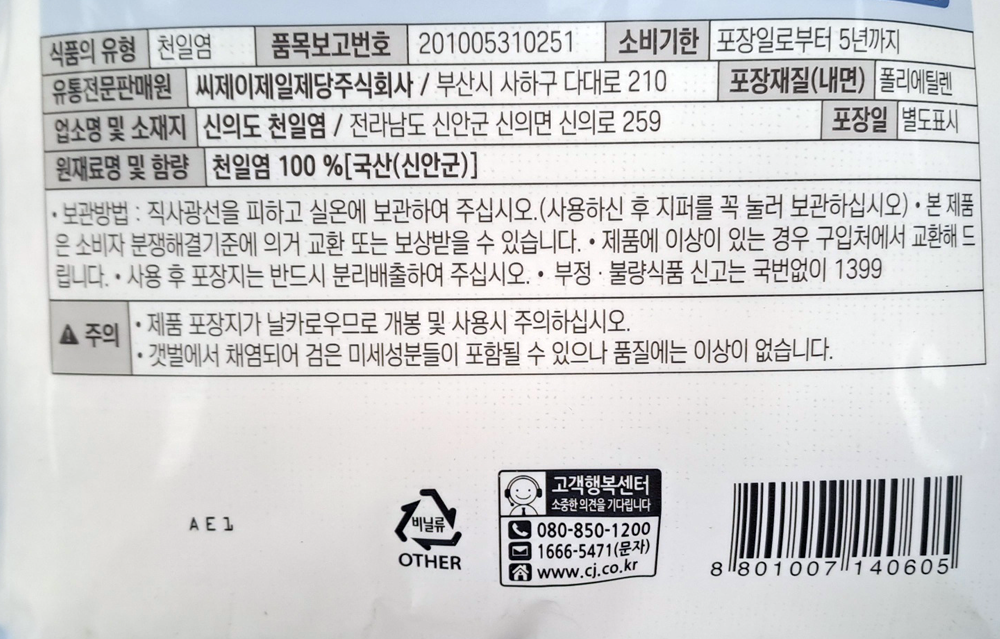 식품의 유형 천일염 품목보고번호 201005310251 소비기한 포장일로부터 5년까지
유통전문판매원 씨제이제일제당주식회사 / 부산시 사하구 다대로 210 포장재질(내면) 폴리에틸렌
업소명 및 소재지 신의도 천일염 / 전라남도 신안군 신의면 신의로 259 포장일 별도표시
원재료명 및 함량 천일염 100 %[국산(신안군)]
• 보관방법 : 직사광선을 피하고 실온에 보관하여 주십시오.(사용하신 후 지퍼를 꼭 눌러 보관하십시오) • 본 제품
은 소비자 분쟁해결기준에 의거 교환 또는 보상받을 수 있습니다. • 제품에 이상이 있는 경우 구입처에서 교환해 드
립니다. • 사용 후 포장지는 반드시 분리배출하여 주십시오. • 부정 · 불량식품 신고는 국번없이 1399
주의
• 제품 포장지가 날카로우므로 개봉 및 사용시 주의하십시오.
• 갯벌에서 채염되어 검은 미세성분들이 포함될 수 있으나 품질에는 이상이 없습니다.
AE1
비닐류
OTHER
고객행복센터
소중한 의견을 기다립니다
080-850-1200
1666-5471(문자)
www.cj.co.kr
8 801007 140605